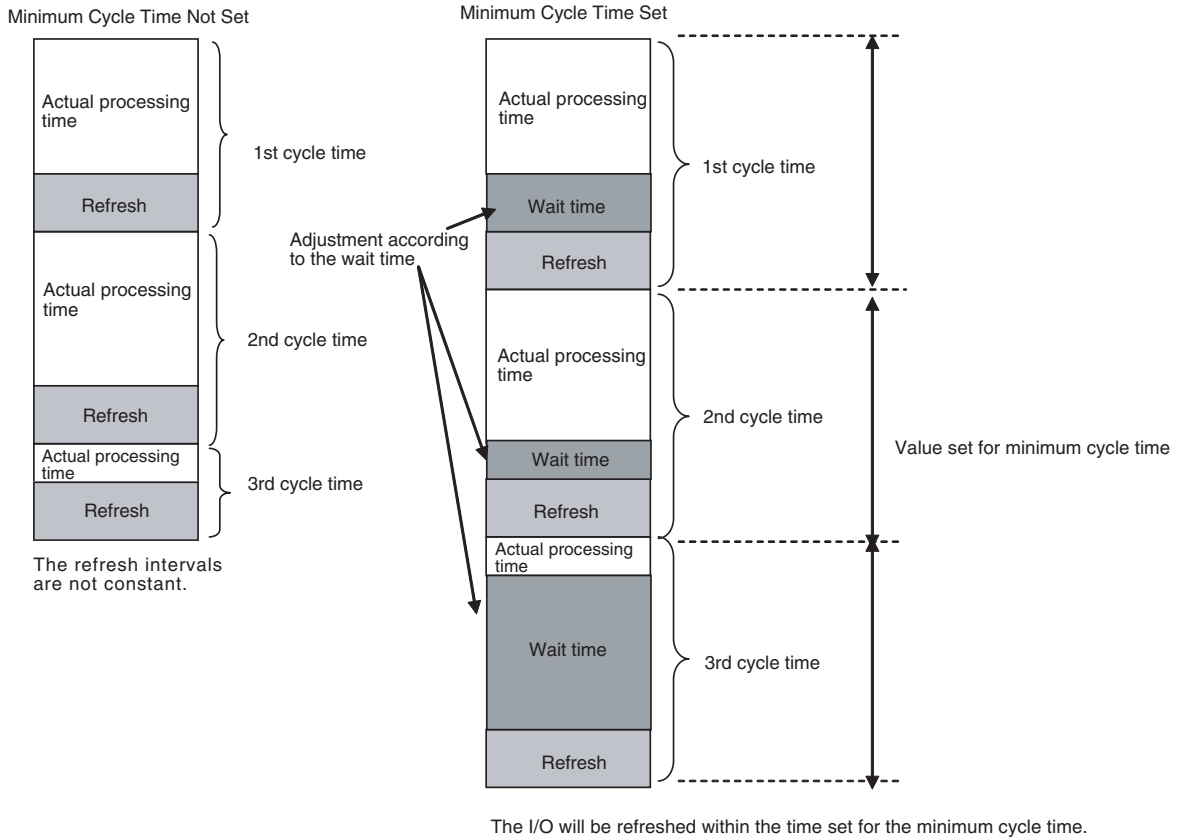 Minimum Cycle Time Not Set
Actual processing
time
Refresh
1st cycle time
Actual processing
time
Refresh
2nd cycle time
Actual processing
time
Refresh
3rd cycle time
The refresh intervals
are not constant.
Adjustment according
to the wait time
Minimum Cycle Time Set
Actual processing
time
Wait time
Refresh
1st cycle time
Actual processing
time
Wait time
Refresh
2nd cycle time
Actual processing
time
Wait time
Refresh
3rd cycle time
Value set for minimum cycle time
The I/O will be refreshed within the time set for the minimum cycle time.